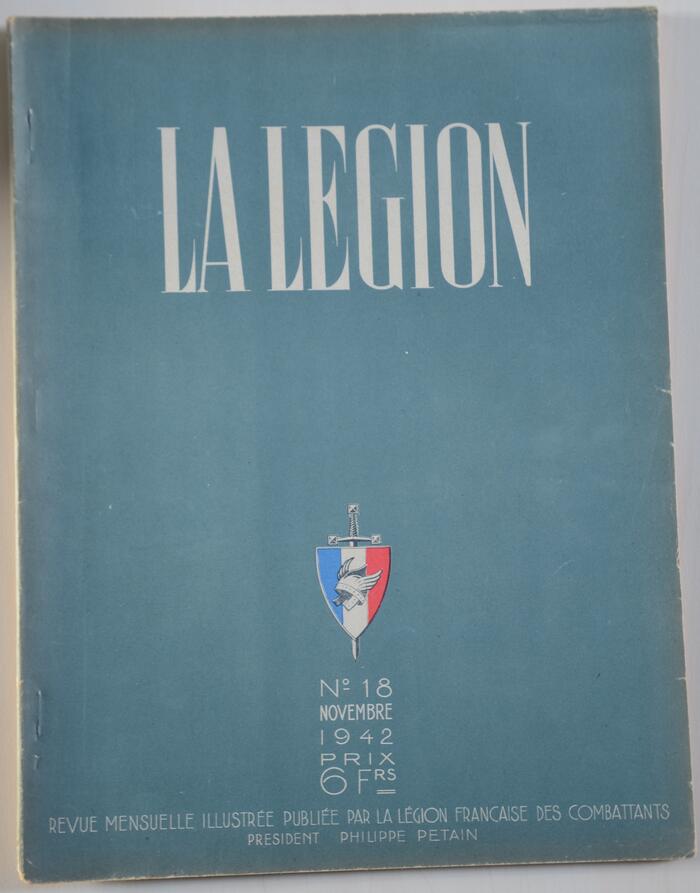 LA LEGION
Nº 18
NOVEMBRE
1942
PRIX
6 FRS
REVUE MENSUELLE ILLUSTRÉE PUBLIÉE PAR LA LÉGION FRANÇAISE DES COMBATTANTS
PRESIDENT PHILIPPE PETAIN